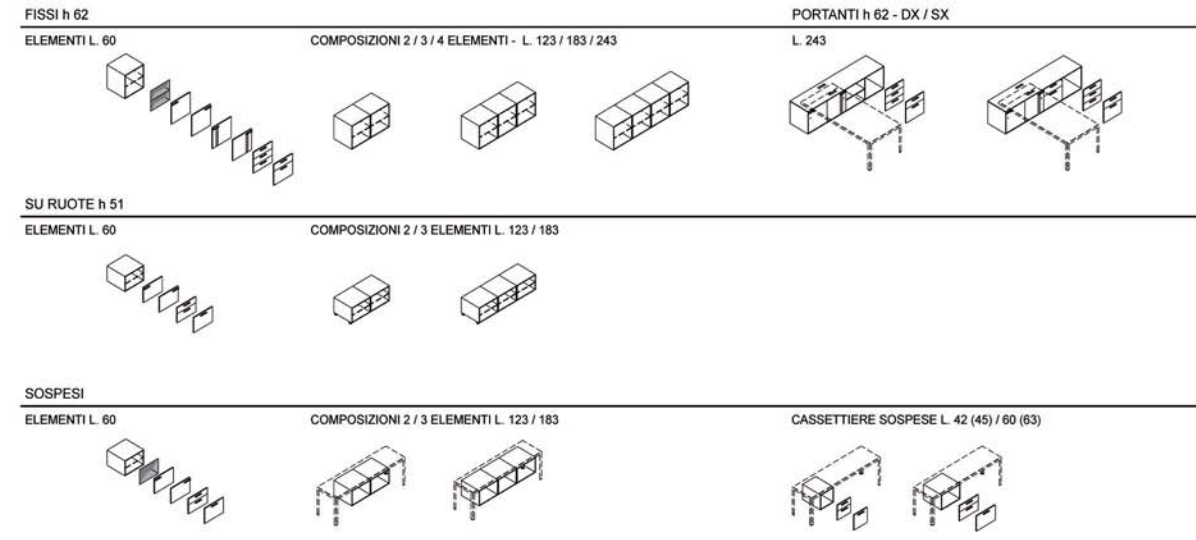 FISSI h 62
PORTANTI h 62 - DX / SX
ELEMENTI L. 60
COMPOSIZIONI 2 / 3 / 4 ELEMENTI - L. 123 / 183 / 243
L. 243
SU RUOTE h 51
ELEMENTI L. 60
COMPOSIZIONI 2 / 3 ELEMENTI L. 123 / 183
SOSPESI
ELEMENTI L. 60
COMPOSIZIONI 2 / 3 ELEMENTI L. 123 / 183
CASSETTIERE SOSPESE L. 42 (45) / 60 (63)